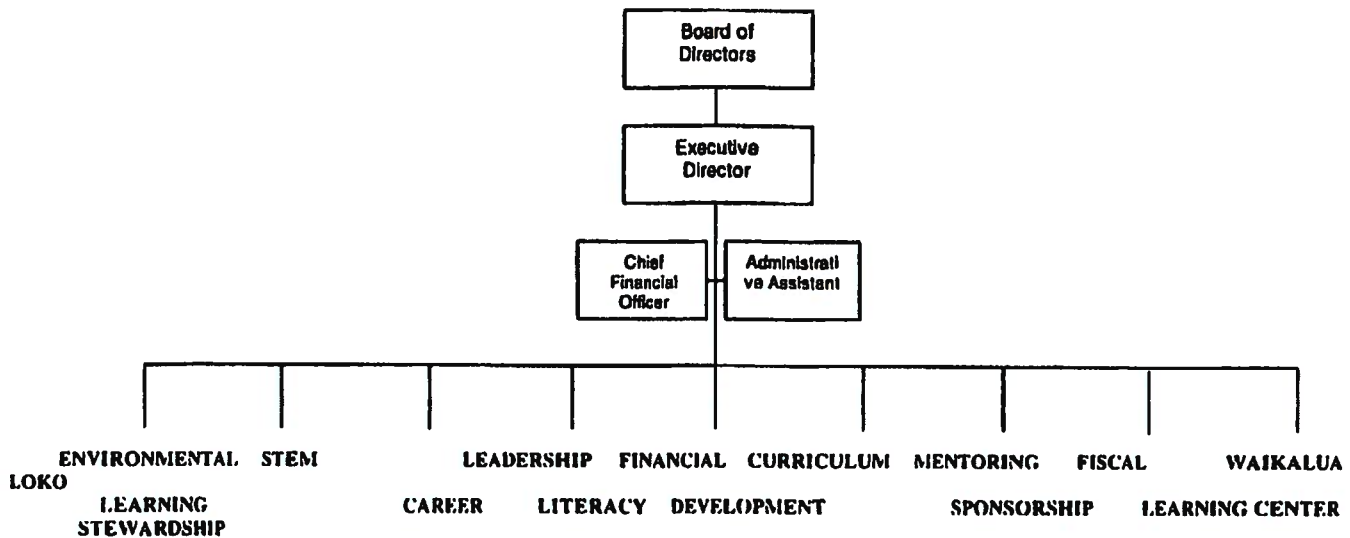 Board of
Directors
Executive
Director
Chief
Financial
Officer
Administrati
ve Assistant
ENVIRONMENTAL STEM LEADERSHIP FINANCIAL CURRICULUM MENTORING FISCAL WAIKALUA
LOKO
LEARNING CAREER LITERACY DEVELOPMENT SPONSORSHIP LEARNING CENTER
STEWARDSHIP